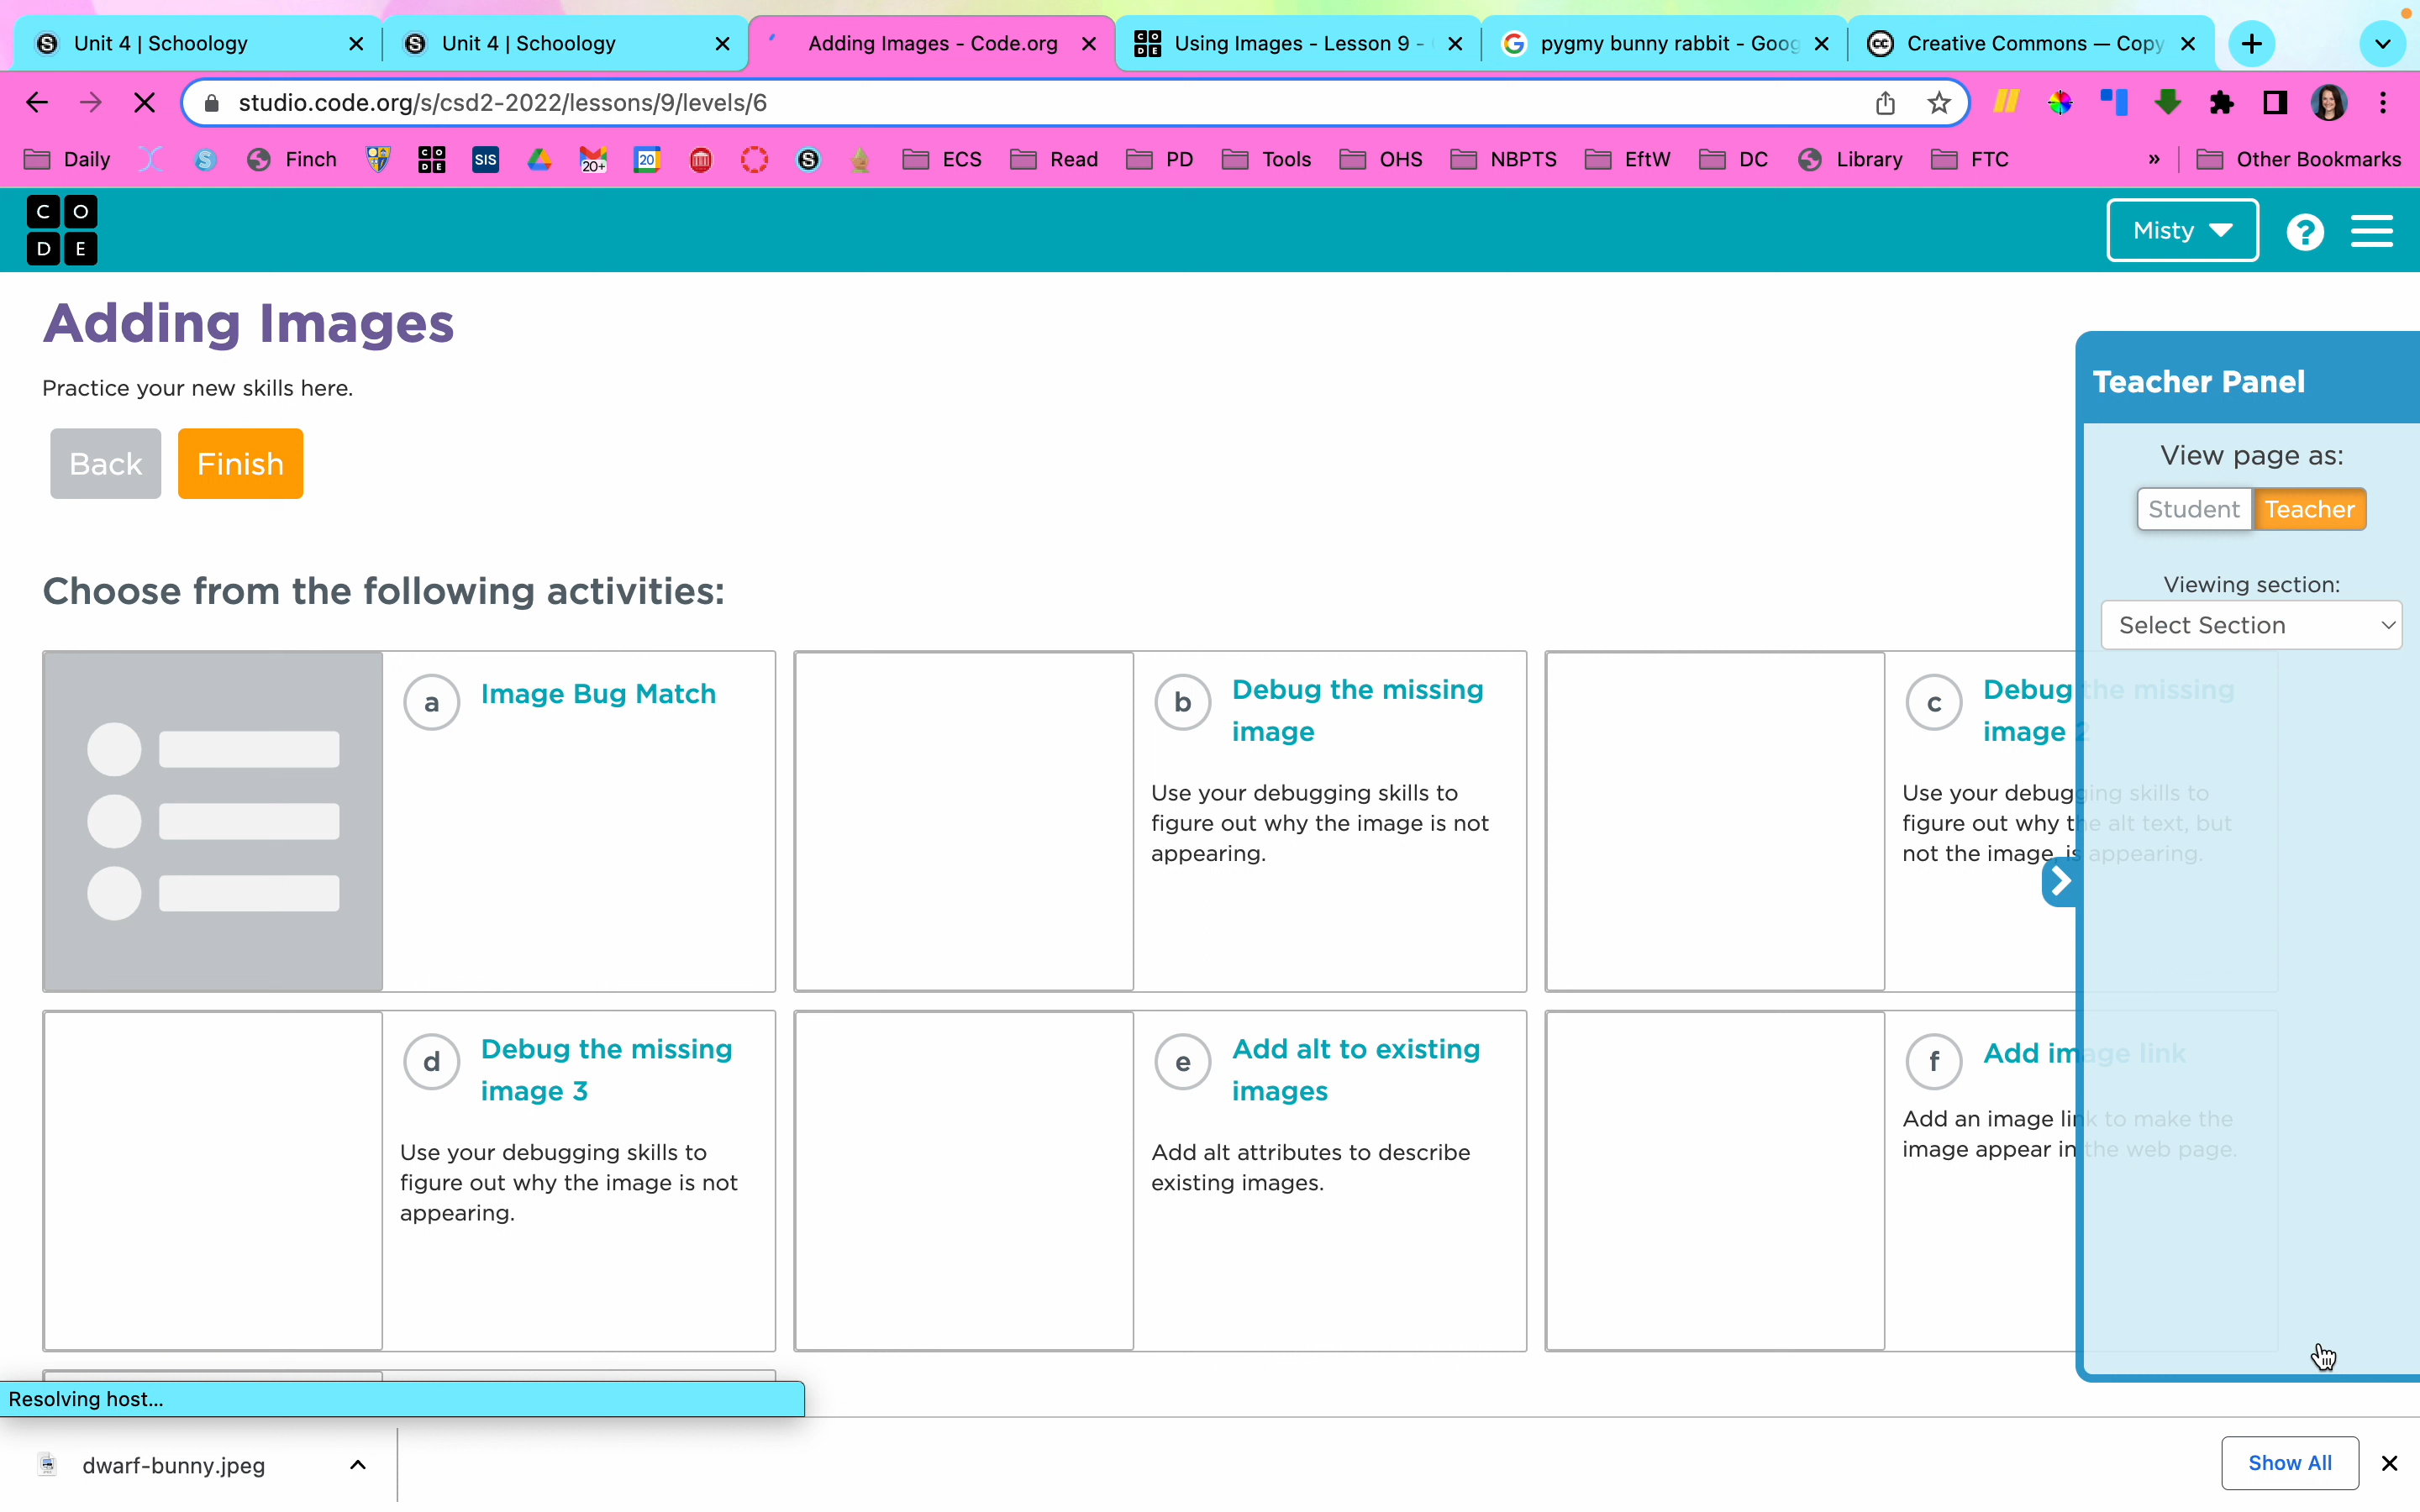 Unit 4 | Schoology
Unit 4 | Schoology
Adding Images - Code.org
Using Images - Lesson 9 -
pygmy bunny rabbit - Goog
Creative Commons — Copy
studio.code.org/s/csd2-2022/lessons/9/levels/6
Daily
Finch
SIS
20+
20
ECS
Read
PD
Tools
OHS
NBPTS
EftW
DC
Library
FTC
»
Other Bookmarks
C O
D E
Misty
?
Adding Images
Practice your new skills here.
Back
Finish
Teacher Panel
View page as:
Student
Teacher
Viewing section:
Select Section
Choose from the following activities:
a
Image Bug Match
b
Debug the missing
image
Use your debugging skills to
figure out why the image is not
appearing.
c
Debug the missing
image 2
Use your debugging skills to
figure out why the alt text, but
not the image, is appearing.
d
Debug the missing
image 3
Use your debugging skills to
figure out why the image is not
appearing.
e
Add alt to existing
images
Add alt attributes to describe
existing images.
f
Add image link
Add an image link to make the
image appear in the web page.
Resolving host...
dwarf-bunny.jpeg
Show All